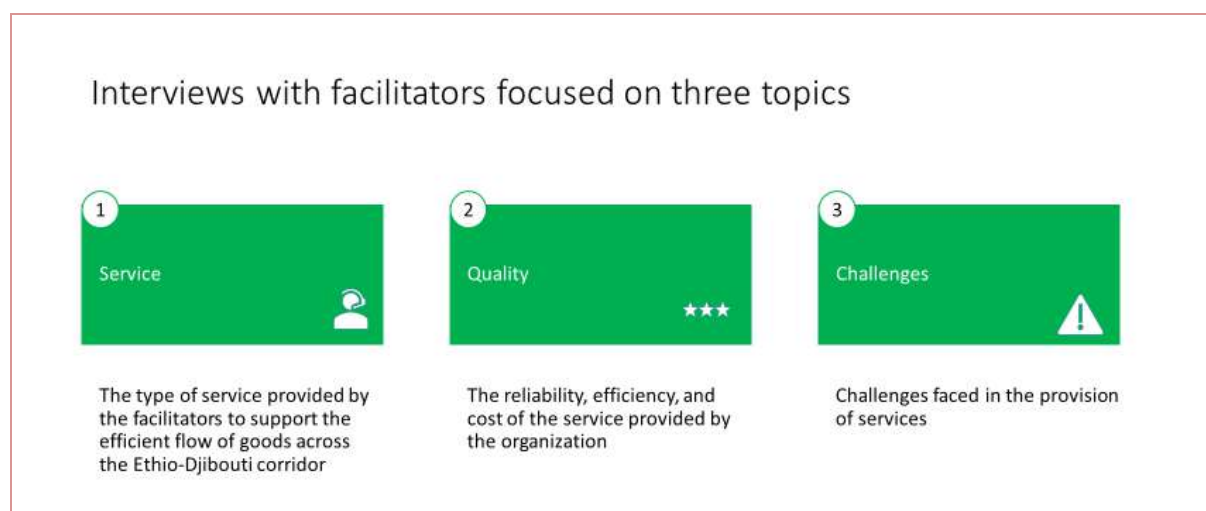 Interviews with facilitators focused on three topics
1
Service
The type of service provided by
the facilitators to support the
efficient flow of goods across
the Ethio-Djibouti corridor
2
Quality
The reliability, efficiency, and
cost of the service provided by
the organization
3
Challenges
Challenges faced in the provision
of services